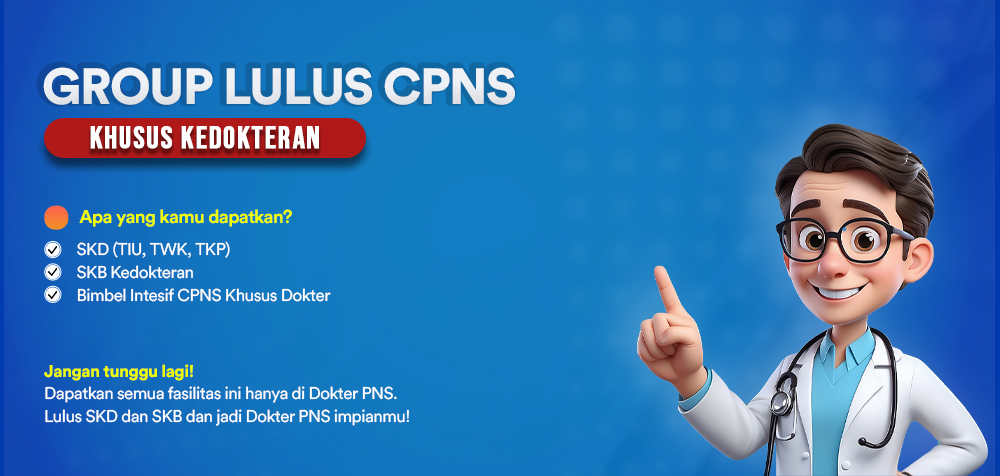 GROUP LULUS CPNS
KHUSUS KEDOKTERAN
Apa yang kamu dapatkan?
SKD (TIU, TWK, TKP)
SKB Kedokteran
Bimbel Intesif CPNS Khusus Dokter
Jangan tunggu lagi!
Dapatkan semua fasilitas ini hanya di Dokter PNS.
Lulus SKD dan SKB dan jadi Dokter PNS impianmu!